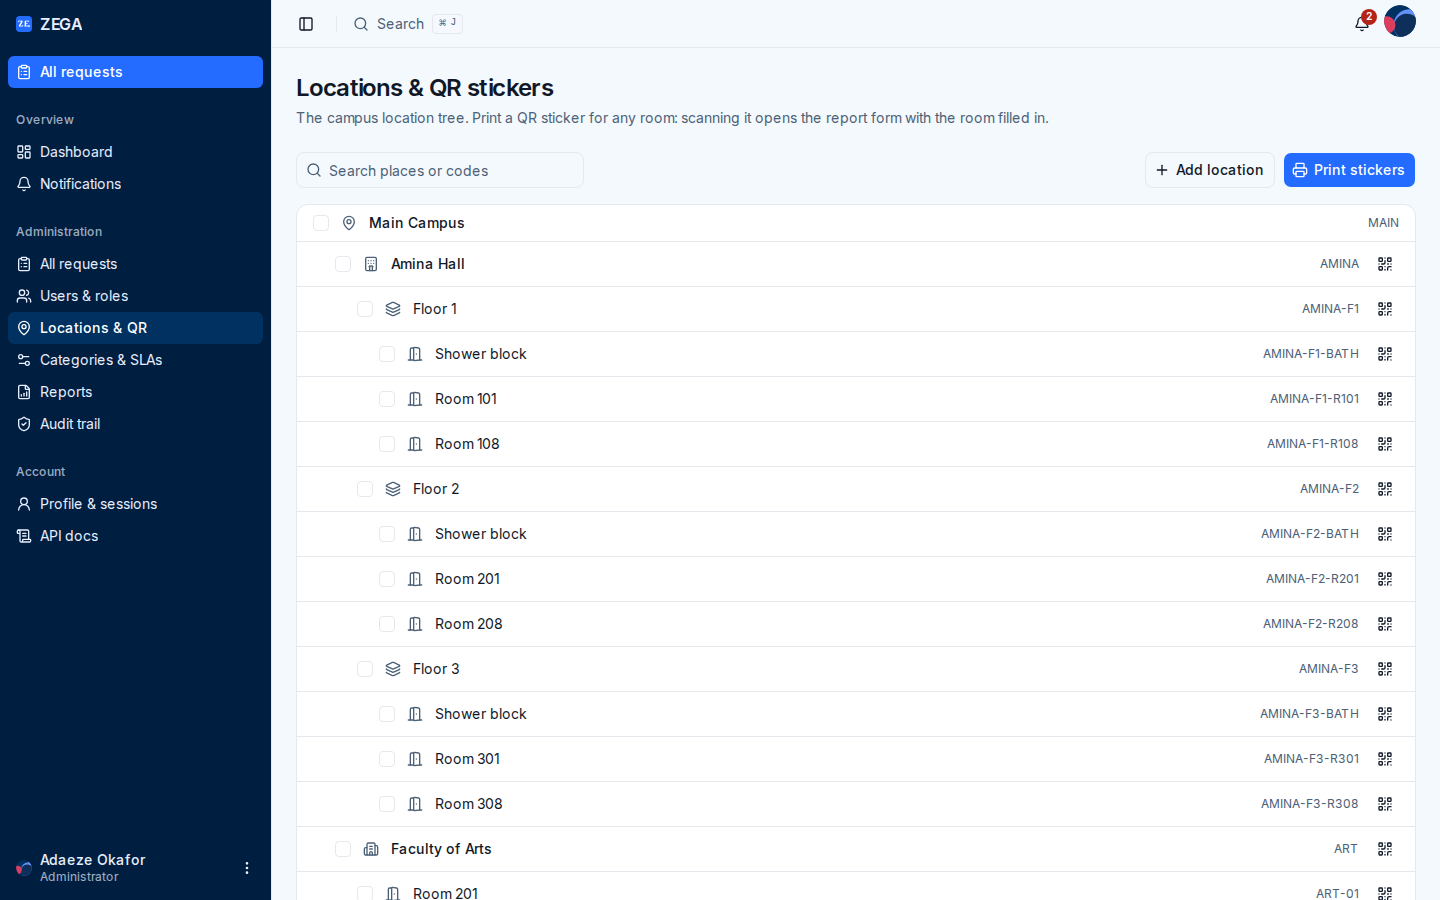 ZEGA
All requests
Overview
Dashboard
Notifications
Administration
All requests
Users & roles
Locations & QR
Categories & SLAs
Reports
Audit trail
Account
Profile & sessions
API docs
Adaeze Okafor
Administrator
Search ⌘ J
2
Locations & QR stickers
The campus location tree. Print a QR sticker for any room: scanning it opens the report form with the room filled in.
Search places or codes
Add location
Print stickers
Main Campus MAIN
Amina Hall AMINA
Floor 1 AMINA-F1
Shower block AMINA-F1-BATH
Room 101 AMINA-F1-R101
Room 108 AMINA-F1-R108
Floor 2 AMINA-F2
Shower block AMINA-F2-BATH
Room 201 AMINA-F2-R201
Room 208 AMINA-F2-R208
Floor 3 AMINA-F3
Shower block AMINA-F3-BATH
Room 301 AMINA-F3-R301
Room 308 AMINA-F3-R308
Faculty of Arts ART
Room 201 ART-01